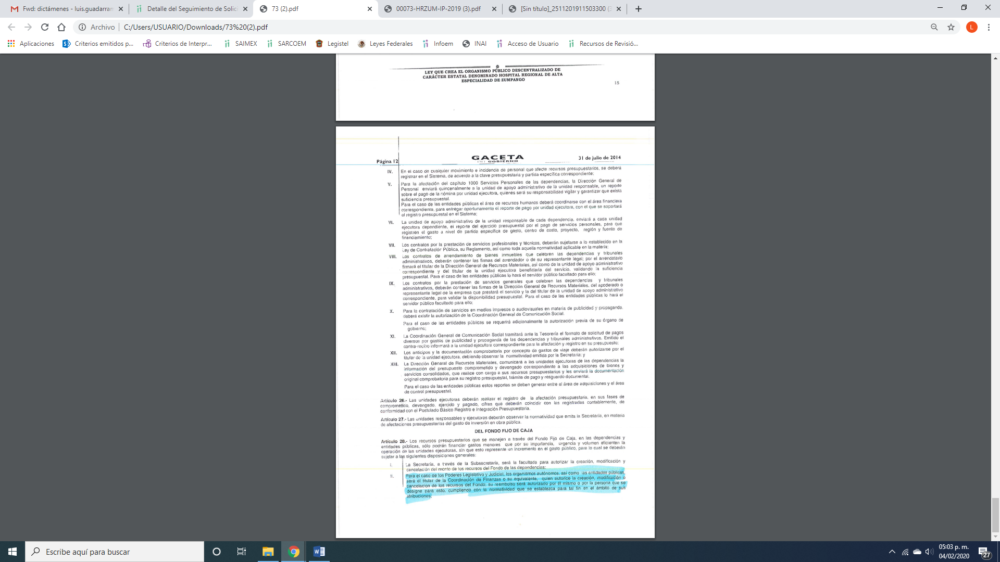 Fwd: dictámenes - luis.guadarran
Detalle del Seguimiento de Solici
73 (2).pdf
00073-HRZUM-IP-2019 (3).pdf
[Sin título]_2511201911503300 (3
Archivo
C:/Users/USUARIO/Downloads/73%20(2).pdf
L
Aplicaciones
Criterios emitidos p...
Criterios de Interpr...
SAIMEX
SARCOEM
Legistel
Leyes Federales
Infoem
INAI
Acceso de Usuario
Recursos de Revisió...
LEY QUE CREA EL ORGANISMO PÚBLICO DESCENTRALIZADO DE
CARÁCTER ESTATAL DENOMINADO HOSPITAL REGIONAL DE ALTA
ESPECIALIDAD DE ZUMPANGO
15
Página 12
GACETA
DEL GOBIERNO
31 de julio de 2014
IV. En el caso de cualquier movimiento e incidencia de personal que afecte recursos presupuestarios, se deberá
registrar en el Sistema, de acuerdo a la clave presupuestaria y partida específica correspondiente;
V. Para la afectación del capítulo 1000 Servicios Personales de las dependencias, la Dirección General de
Personal enviará quincenalmente a la unidad de apoyo administrativo de la unidad responsable, un reporte
sobre el pago de la nómina por unidad ejecutora, quienes será su responsabilidad vigilar y garantizar que exista
suficiencia presupuestal.
Para el caso de las entidades públicas el área de recursos humanos deberá coordinarse con el área financiera
correspondiente, para entregar oportunamente el reporte de pago por unidad ejecutora, con el que se soportará
el registro presupuestal en el Sistema;
VI. La unidad de apoyo administrativo de la unidad responsable de cada dependencia, enviará a cada unidad
ejecutora dependiente, el reporte del ejercicio presupuestal por el pago de servicios personales, para que
registren el gasto a nivel de partida específica de gasto, centro de costo, proyecto, región y fuente de
financiamiento;
VII. Los contratos por la prestación de servicios profesionales y técnicos, deberán sujetarse a lo establecido en la
Ley de Contratación Pública, su Reglamento, así como toda aquella normatividad aplicable en la materia;
VIII. Los contratos de arrendamiento de bienes inmuebles que celebren las dependencias y tribunales
administrativos, deberán contener las firmas del arrendador o de su representante legal; por el arrendatario
firmará el titular de la Dirección General de Recursos Materiales, así como de la unidad de apoyo administrativo
correspondiente y del titular de la unidad ejecutora beneficiaria del servicio, validando la suficiencia
presupuestal. Para el caso de las entidades públicas lo hará el servidor público facultado para ello;
IX. Los contratos por la prestación de servicios generales que celebren las dependencias y tribunales
administrativos, deberán contener las firmas de la Dirección General de Recursos Materiales, del apoderado o
representante legal de la empresa que prestará el servicio y la del titular de la unidad de apoyo administrativo
correspondiente, para validar la disponibilidad presupuestal. Para el caso de las entidades públicas lo hará el
servidor público facultado para ello;
X. Para la contratación de servicios en medios impresos o audiovisuales en materia de publicidad y propaganda,
deberá existir la autorización de la Coordinación General de Comunicación Social.
Para el caso de las entidades públicas se requerirá adicionalmente la autorización previa de su órgano de
gobierno;
XI. La Coordinación General de Comunicación Social tramitará ante la Tesorería el formato de solicitud de pagos
diversos por gastos de publicidad y propaganda de las dependencias y tribunales administrativos. Emitido el
contra-recibo informará a la unidad ejecutora correspondiente para la afectación y registro en su presupuesto;
XII. Los anticipos y la documentación comprobatoria por concepto de gastos de viaje deberán autorizarse por el
titular de la unidad ejecutora, debiendo observar la normatividad emitida por la Secretaría; y
XIII. La Dirección General de Recursos Materiales, comunicará a las unidades ejecutoras de las dependencias la
información del presupuesto comprometido y devengado correspondiente a las adquisiciones de bienes y
servicios consolidados, que realice con cargo a sus recursos presupuestarios y les enviará la documentación
original comprobatoria para su registro presupuestal, trámite de pago y resguardo documental.
Para el caso de las entidades públicas estos reportes se deben generar entre el área de adquisiciones y el área
de control presupuestal.
Artículo 26.- Las unidades ejecutoras deberán realizar el registro de la afectación presupuestaria, en sus fases de
comprometido, devengado, ejercido y pagado, cifras que deberán coincidir con las registradas contablemente, de
conformidad con el Postulado Básico Registro e Integración Presupuestaria.
Artículo 27.- Las unidades responsables y ejecutoras deberán observar la normatividad que emita la Secretaría, en materia
de afectaciones presupuestarias del gasto de inversión en obra pública.
DEL FONDO FIJO DE CAJA
Artículo 28.- Los recursos presupuestarios que se manejen a través del Fondo Fijo de Caja, en las dependencias y
entidades públicas, sólo podrán financiar gastos menores que por su importancia, urgencia y volumen eficienten la
operación de las unidades ejecutoras, sin que esto represente un incremento en el gasto público, para lo cual se deberán
sujetar a las siguientes disposiciones generales:
I. La Secretaría, a través de la Subsecretaría, será la facultada para autorizar la creación, modificación y
cancelación del monto de los recursos del Fondo de las dependencias;
II. Para el caso de los Poderes Legislativo y Judicial, los organismos autónomos, así como las entidades públicas,
será el titular de la Coordinación de Finanzas o su equivalente, quien autorice la creación, modificación o
cancelación de los recursos del Fondo; su reembolso será autorizado por él mismo o por la persona que se
designe para esto, cumpliendo con la normatividad que se establezca para tal fin en el ámbito de sus
atribuciones;
Escribe aquí para buscar
05:03 p. m.
04/02/2020
27